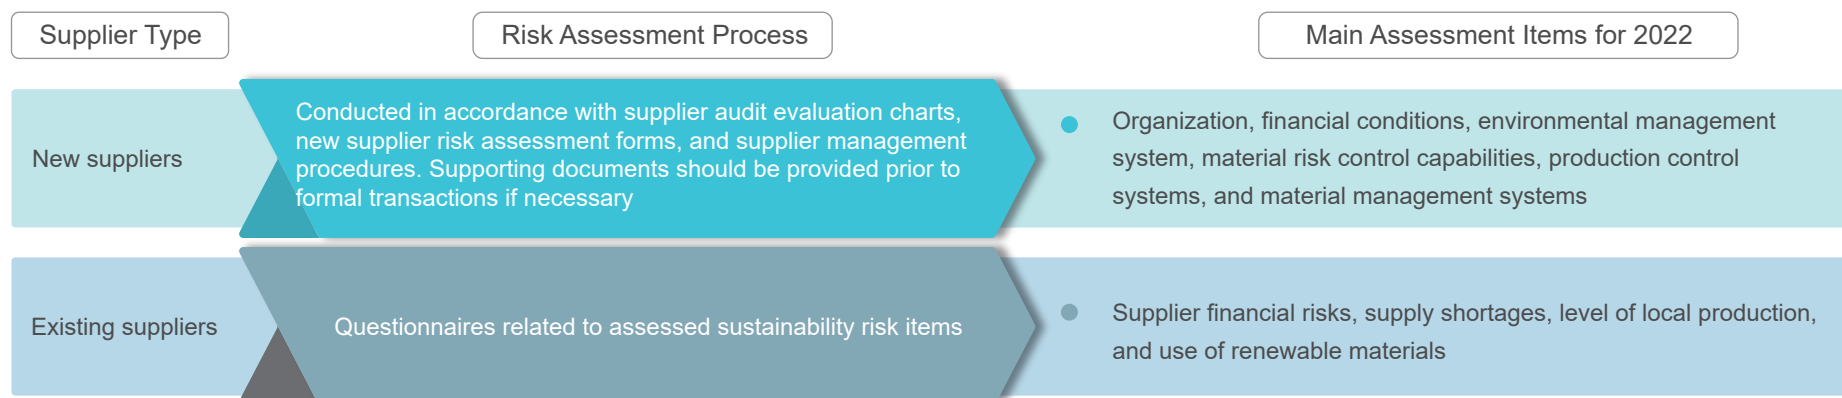 Supplier Type
Risk Assessment Process
Main Assessment Items for 2022
New suppliers
Conducted in accordance with supplier audit evaluation charts,
new supplier risk assessment forms, and supplier management
procedures. Supporting documents should be provided prior to
formal transactions if necessary
Organization, financial conditions, environmental management
system, material risk control capabilities, production control
systems, and material management systems
Existing suppliers
Questionnaires related to assessed sustainability risk items
Supplier financial risks, supply shortages, level of local production,
and use of renewable materials